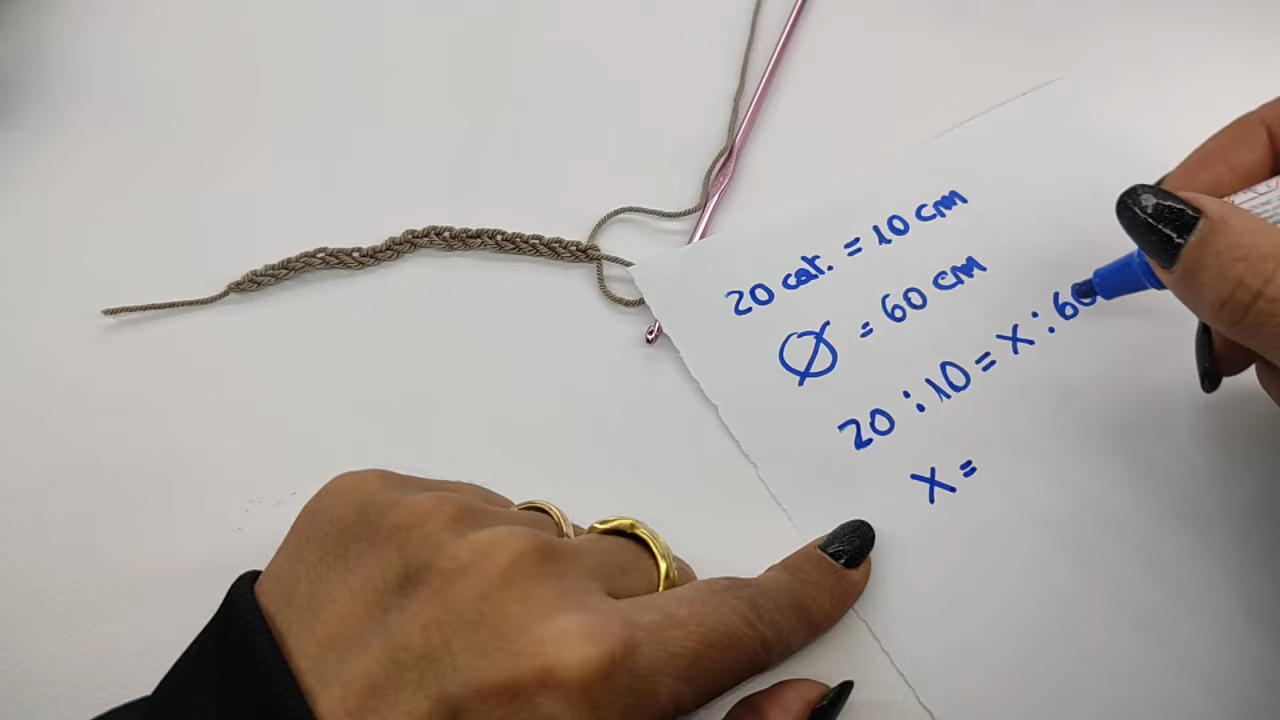 20 cat. = 10 cm
Ø = 60 cm
20 : 10 = X : 60
X =